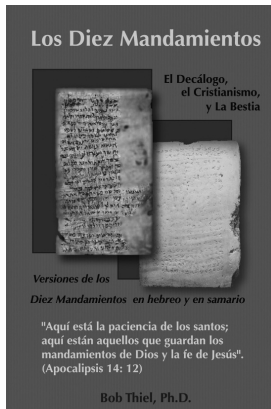 Los Diez Mandamientos
El Decálogo,
el Cristianismo,
y La Bestia
Versiones de los
Diez Mandamientos en hebreo y en samario
"Aquí está la paciencia de los santos;
aquí están aquellos que guardan los
mandamientos de Dios y la fe de Jesús".
(Apocalipsis 14: 12)
Bob Thiel, Ph.D.